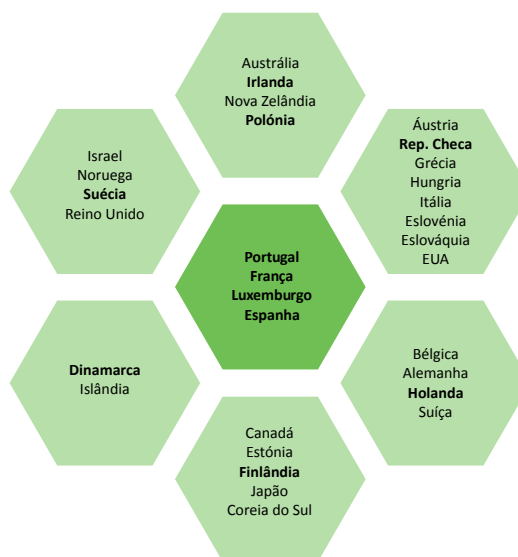 Austrália
Irlanda
Nova Zelândia
Polónia
Israel
Noruega
Suécia
Reino Unido
Áustria
Rep. Checa
Grécia
Hungria
Itália
Eslovénia
Eslováquia
EUA
Portugal
França
Luxemburgo
Espanha
Dinamarca
Islândia
Bélgica
Alemanha
Holanda
Suíça
Canadá
Estónia
Finlândia
Japão
Coreia do Sul